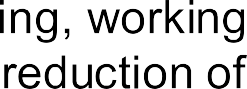 ing, working
reduction of